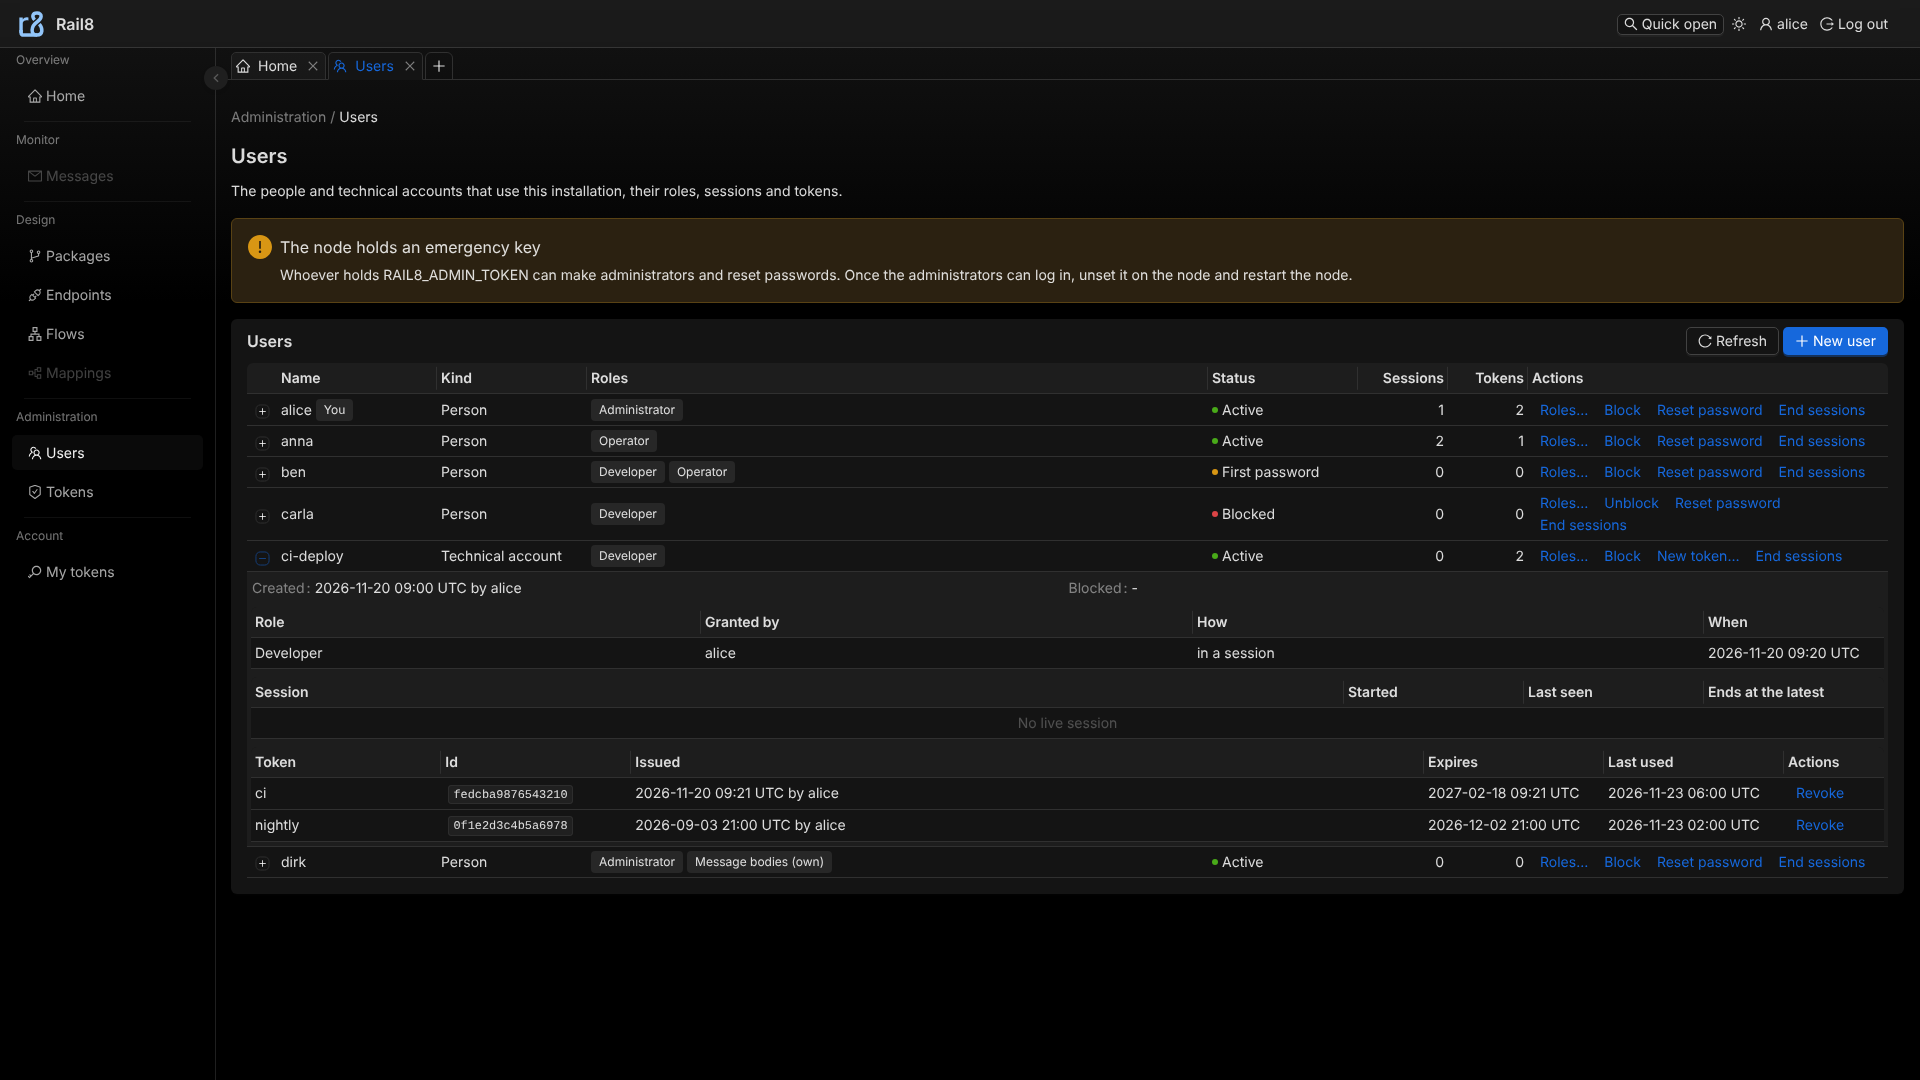 Rail8
Quick open
alice
Log out
Overview
Home
Monitor
Messages
Design
Packages
Endpoints
Flows
Mappings
Administration
Users
Tokens
Account
My tokens
Home
Users
Administration / Users
Users
The people and technical accounts that use this installation, their roles, sessions and tokens.
The node holds an emergency key
Whoever holds RAIL8_ADMIN_TOKEN can make administrators and reset passwords. Once the administrators can log in, unset it on the node and restart the node.
Users
Refresh
New user
Name Kind Roles Status Sessions Tokens Actions
alice You Person Administrator Active 1 2 Roles... Block Reset password End sessions
anna Person Operator Active 2 1 Roles... Block Reset password End sessions
ben Person Developer Operator First password 0 0 Roles... Block Reset password End sessions
carla Person Developer Blocked 0 0 Roles... Unblock Reset password
End sessions
ci-deploy Technical account Developer Active 0 2 Roles... Block New token... End sessions
Created: 2026-11-20 09:00 UTC by alice Blocked: -
Role Granted by How When
Developer alice in a session 2026-11-20 09:20 UTC
Session Started Last seen Ends at the latest
No live session
Token Id Issued Expires Last used Actions
ci fedcba9876543210 2026-11-20 09:21 UTC by alice 2027-02-18 09:21 UTC 2026-11-23 06:00 UTC Revoke
nightly 0f1e2d3c4b5a6978 2026-09-03 21:00 UTC by alice 2026-12-02 21:00 UTC 2026-11-23 02:00 UTC Revoke
dirk Person Administrator Message bodies (own) Active 0 0 Roles... Block Reset password End sessions